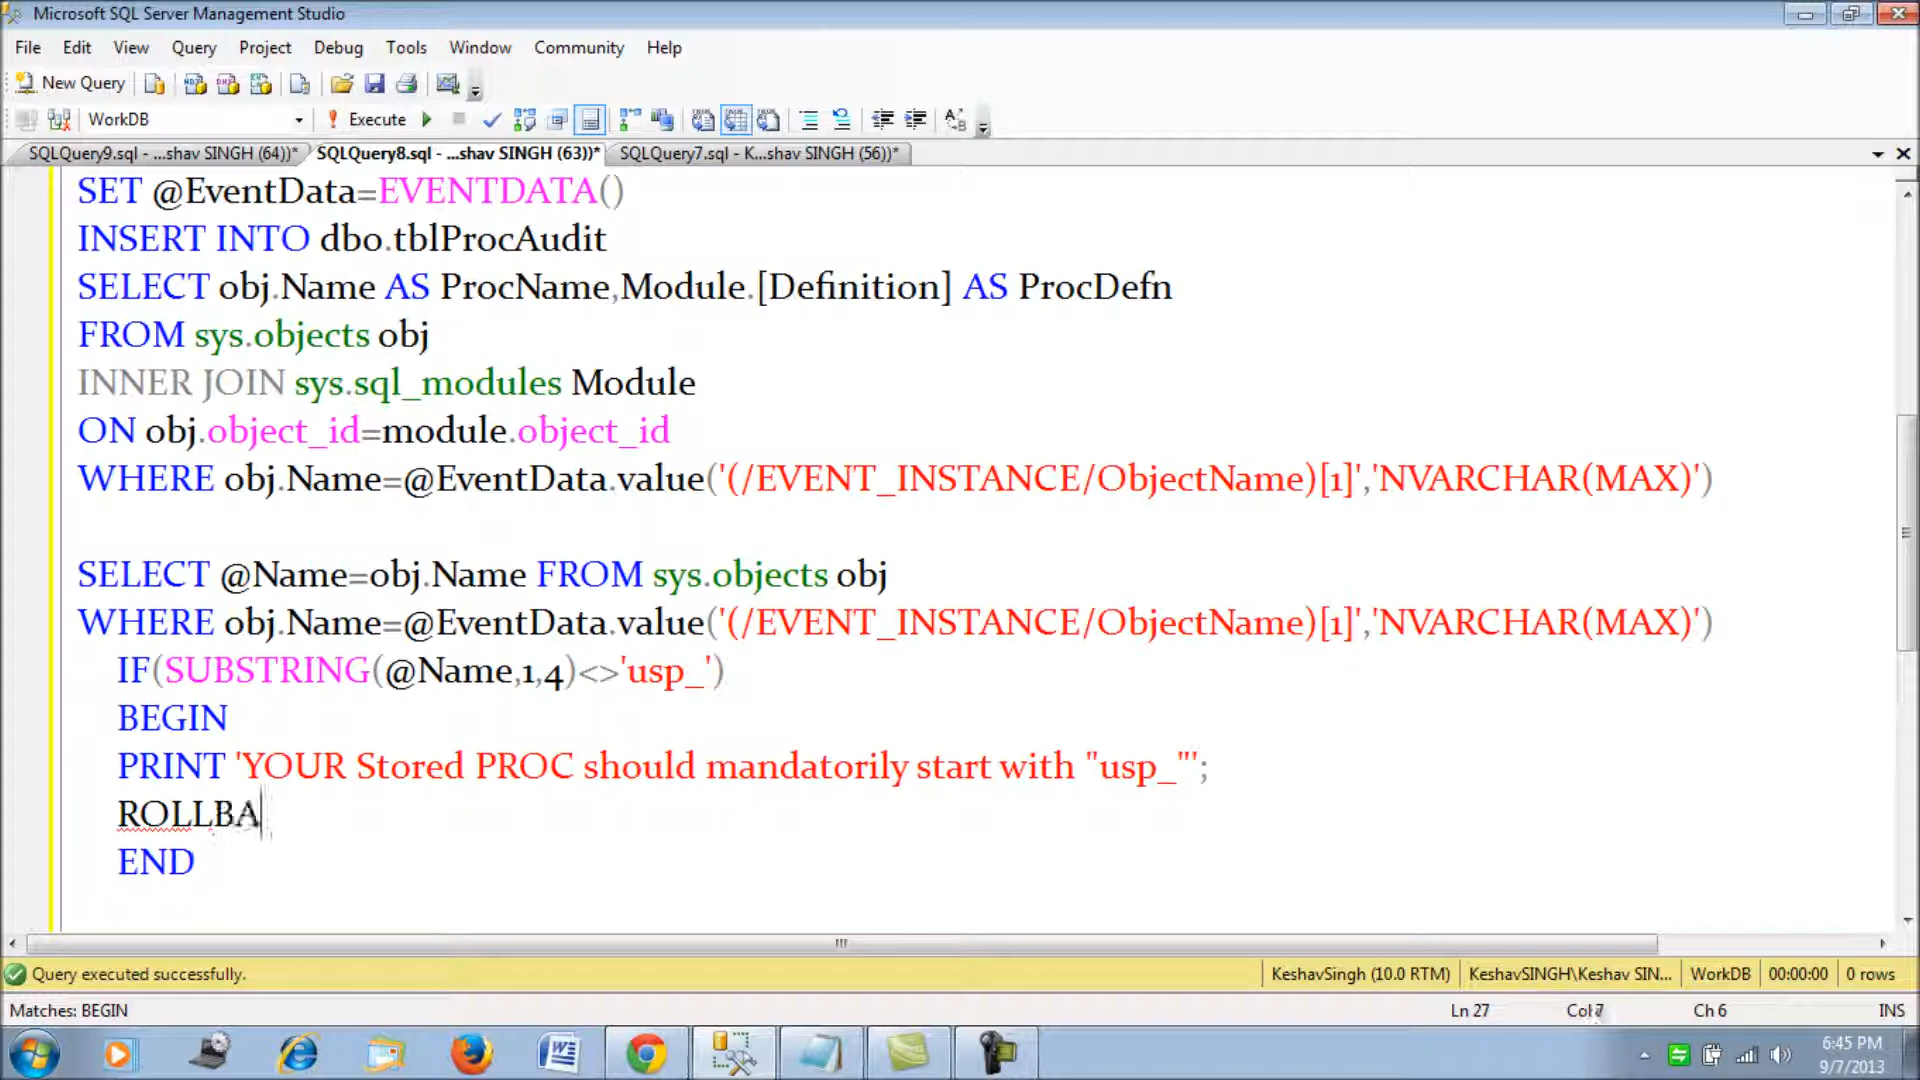 Microsoft SQL Server Management Studio
File Edit View Query Project Debug Tools Window Community Help
New Query
WorkDB Execute
SQLQuery9.sql - ...shav SINGH (64))* SQLQuery8.sql - ...shav SINGH (63))* SQLQuery7.sql - K...shav SINGH (56))*
SET @EventData=EVENTDATA()
INSERT INTO dbo.tblProcAudit
SELECT obj.Name AS ProcName,Module.[Definition] AS ProcDefn
FROM sys.objects obj
INNER JOIN sys.sql_modules Module
ON obj.object_id=module.object_id
WHERE obj.Name=@EventData.value('(/EVENT_INSTANCE/ObjectName)[1]','NVARCHAR(MAX)')
SELECT @Name=obj.Name FROM sys.objects obj
WHERE obj.Name=@EventData.value('(/EVENT_INSTANCE/ObjectName)[1]','NVARCHAR(MAX)')
IF(SUBSTRING(@Name,1,4)<>'usp_')
BEGIN
PRINT 'YOUR Stored PROC should mandatorily start with "usp_"';
ROLLBA
END
Query executed successfully. KeshavSingh (10.0 RTM) KeshavSINGH\Keshav SIN... WorkDB 00:00:00 0 rows
Matches: BEGIN Ln 27 Col 7 Ch 6 INS
6:45 PM
9/7/2013